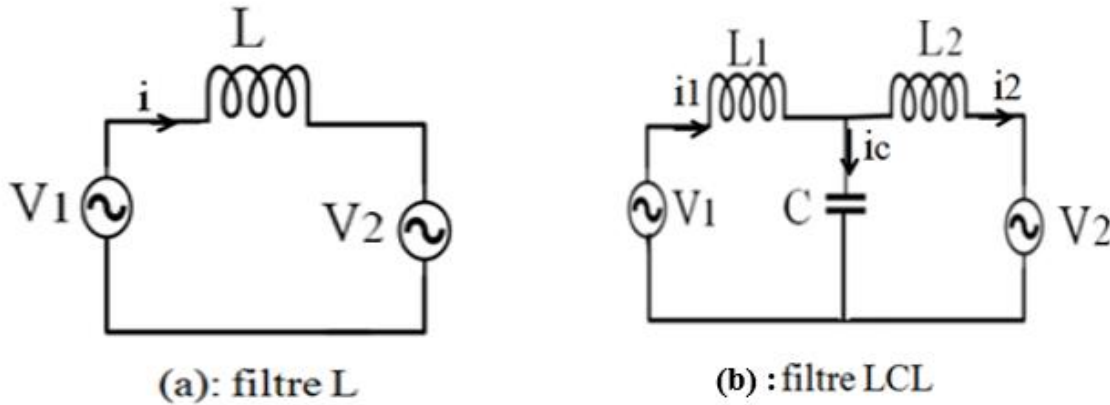 L
i
V1
V2
(a): filtre L
L1
L2
i1
i2
ic
V1
C
V2
(b) : filtre LCL